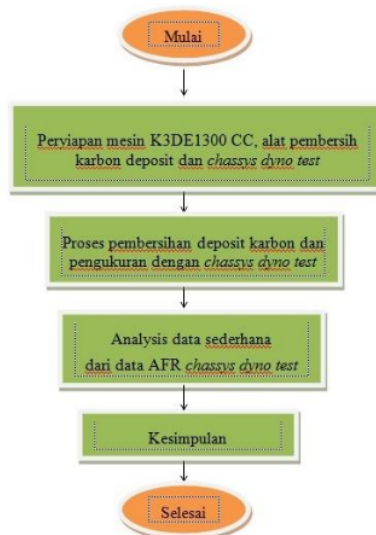 Mulai
Peryiapan mesin K3DE1300 CC, alat pembersih
karbon deposit dan chassys dyno test
Proses pembersihan deposit karbon dan
pengukuran dengan chassys dyno test
Analysis data sederhana
dari data AFR chassys dyno test
Kesimpulan
Selesai